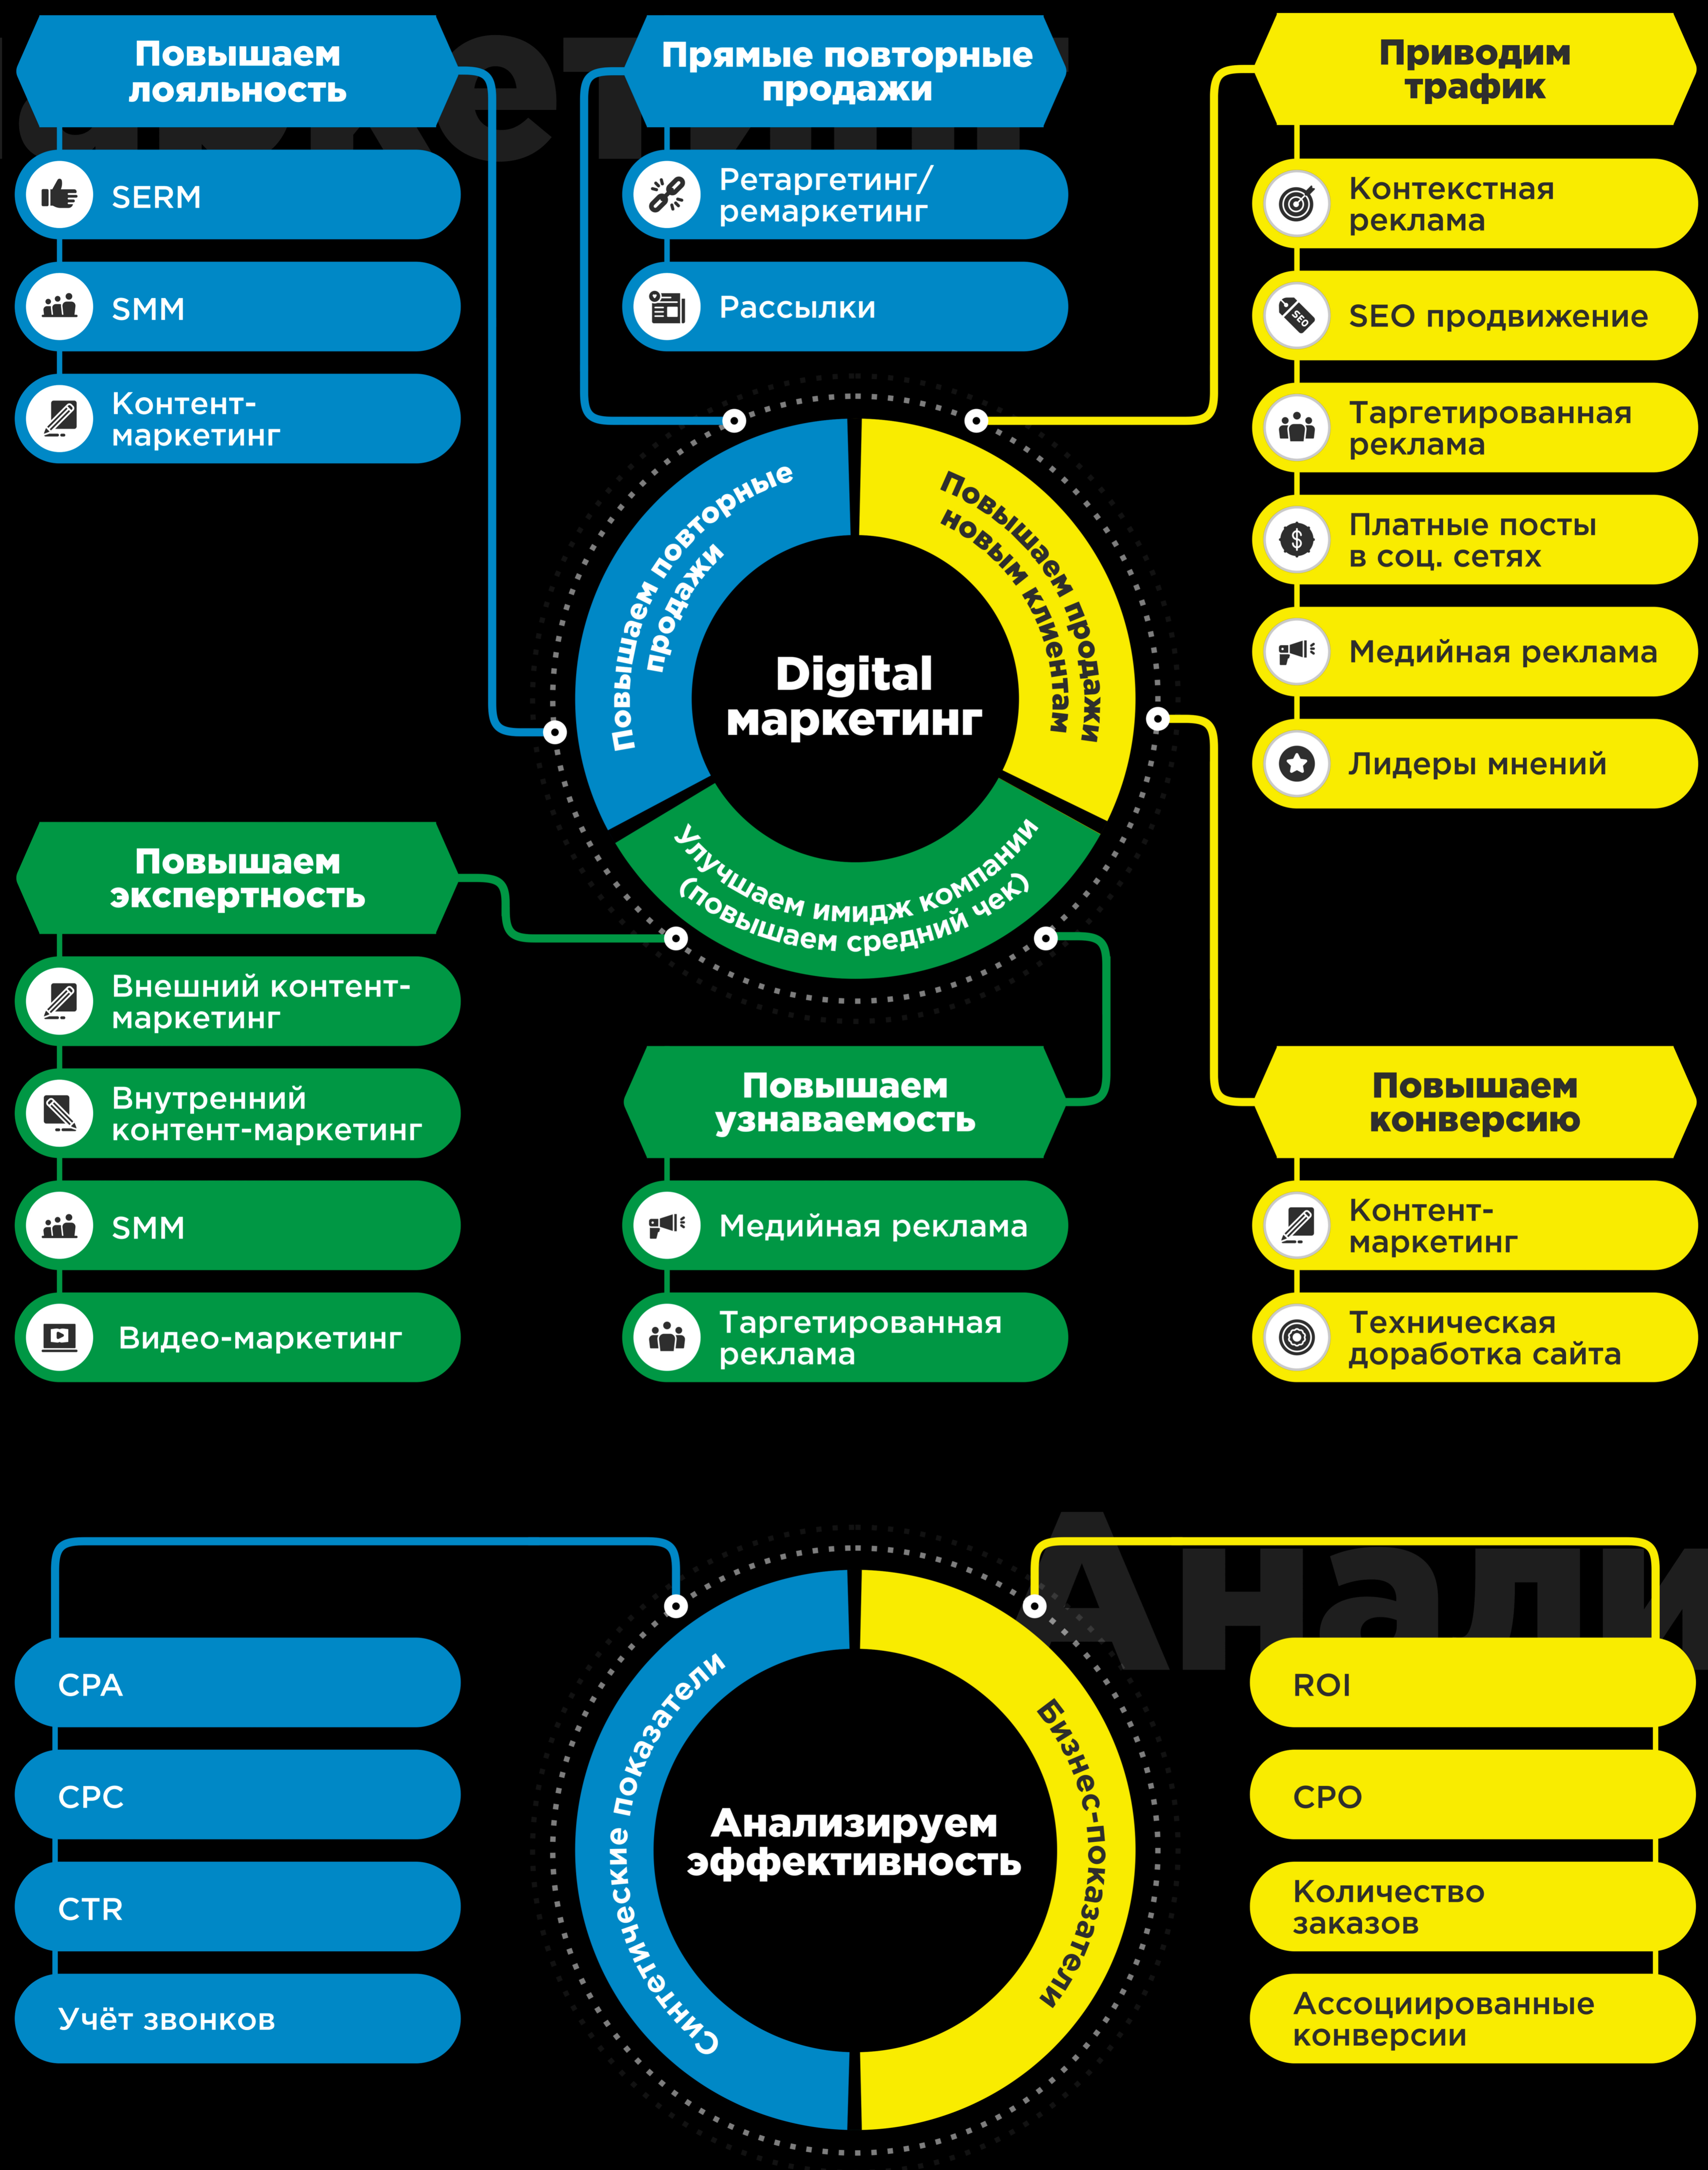 Повышаем
лояльность
SERM
SMM
Контент-
маркетинг
Прямые повторные
продажи
Ретаргетинг/
ремаркетинг
Рассылки
Приводим
трафик
Контекстная
реклама
SEO
SEO продвижение
Таргетированная
реклама
Платные посты
в соц. сетях
Медийная реклама
Лидеры мнений
Повышаем повторные
продажи
Повышаем продажи
новым клиентам
Digital
маркетинг
Улучшаем имидж компании
(повышаем средний чек)
Повышаем
экспертность
Внешний контент-
маркетинг
Внутренний
контент-маркетинг
SMM
Видео-маркетинг
Повышаем
узнаваемость
Медийная реклама
Таргетированная
реклама
Повышаем
конверсию
Контент-
маркетинг
Техническая
доработка сайта
Анали
Синтетические показатели
Бизнес-показатели
Анализируем
эффективность
CPA
CPC
CTR
Учёт звонков
ROI
CPO
Количество
заказов
Ассоциированные
конверсии